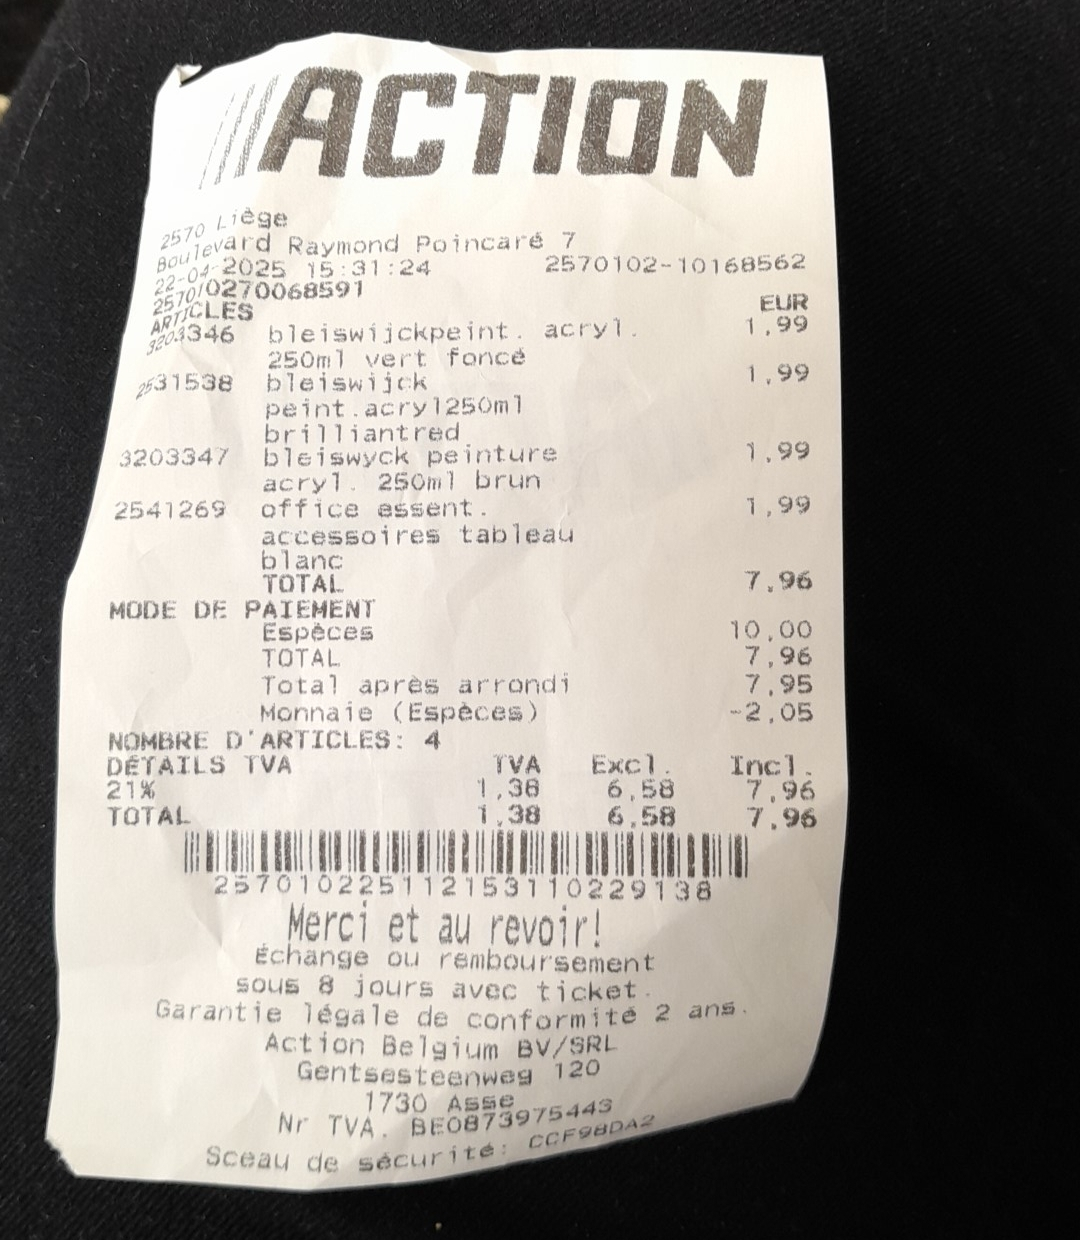 ACTION
2570 Liège
Boulevard Raymond Poincaré 7
22-04-2025 15:31:24 2570102-10168562
257010270068591
ARTICLES EUR
3203346 bleiswijckpeint. acryl. 1,99
250ml vert foncé
2531538 bleiswijck 1,99
peint.acryl250ml
brilliantred
3203347 bleiswyck peinture 1,99
acryl. 250ml brun
2541269 office essent. 1,99
accessoires tableau
blanc
TOTAL 7,96
MODE DE PAIEMENT
Espèces 10,00
TOTAL 7,96
Total après arrondi 7,95
Monnaie (Espèces) -2,05
NOMBRE D'ARTICLES: 4
DÉTAILS TVA TVA Excl. Incl.
21% 1,38 6,58 7,96
TOTAL 1,38 6,58 7,96
257010225112153110229138
Merci et au revoir!
Échange ou remboursement
sous 8 jours avec ticket.
Garantie légale de conformité 2 ans.
Action Belgium BV/SRL
Gentsesteenweg 120
1730 Asse
Nr TVA. BE0873975443
Sceau de sécurité: CCF98DA2